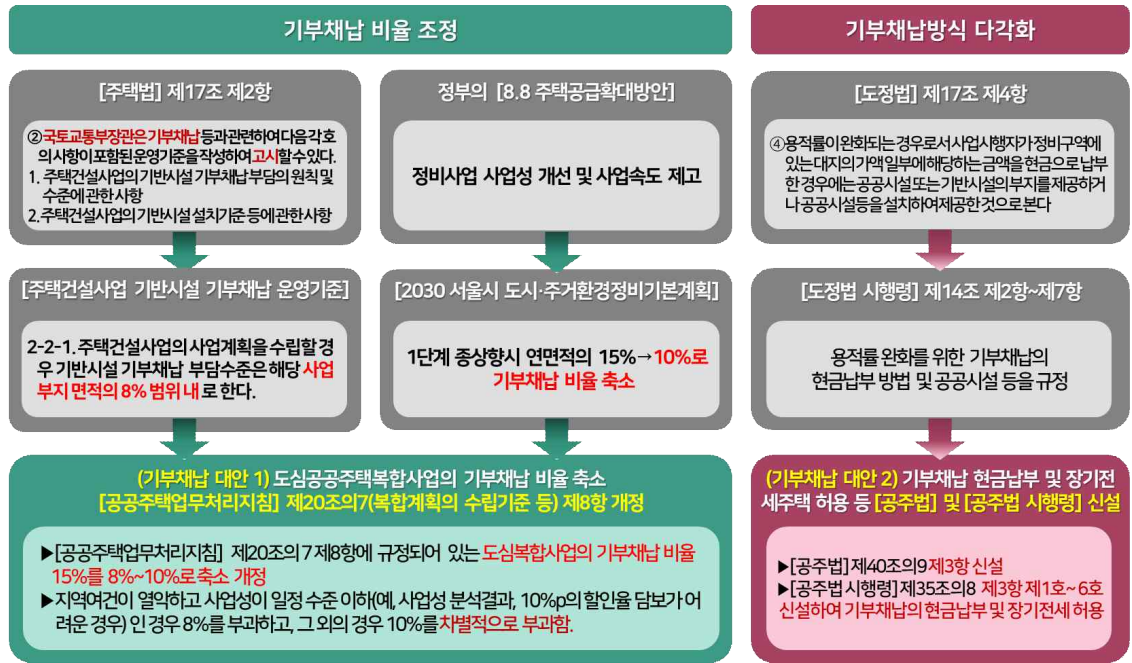 기부채납 비율 조정
[주택법] 제17조 제2항
②국토교통부장관은 기부채납 등과 관련하여 다음 각 호
의 사항이 포함된 운영기준을 작성하여 고시할 수 있다.
1. 주택건설사업의 기반시설 기부채납 부담의 원칙 및
수준에 관한 사항
2. 주택건설사업의 기반시설 설치기준 등에 관한 사항
정부의 [8.8 주택공급확대방안]
정비사업 사업성 개선 및 사업속도 제고
[주택건설사업 기반시설 기부채납 운영기준]
2-2-1. 주택건설사업의 사업계획을 수립할 경
우 기반시설 기부채납 부담수준은 해당 사업
부지 면적의 8% 범위 내로 한다.
[2030 서울시 도시·주거환경정비기본계획]
1단계 종상향시 연면적의 15%→10%로
기부채납 비율 축소
(기부채납 대안 1) 도심공공주택복합사업의 기부채납 비율 축소
[공공주택업무처리지침] 제20조의7(복합계획의 수립기준 등) 제8항 개정
▶[공공주택업무처리지침] 제20조의7 제8항에 규정되어 있는 도심복합사업의 기부채납 비율
15%를 8%~10%로 축소 개정
▶지역여건이 열악하고 사업성이 일정 수준 이하(예, 사업성 분석결과, 10%p의 할인율 담보가 어
려운 경우) 인 경우 8%를 부과하고, 그 외의 경우 10%를 차별적으로 부과함.
기부채납방식 다각화
[도정법] 제17조 제4항
④용적률이 완화되는 경우로서 사업시행자가 정비구역에
있는 대지의 가액 일부에 해당하는 금액을 현금으로 납부
한 경우에는 공공시설 또는 기반시설의 부지를 제공하거
나 공공시설등을 설치하여 제공한 것으로 본다
[도정법 시행령] 제14조 제2항~제7항
용적률 완화를 위한 기부채납의
현금납부 방법 및 공공시설 등을 규정
(기부채납 대안 2) 기부채납 현금납부 및 장기전
세주택 허용 등 [공주법] 및 [공주법 시행령] 신설
▶[공주법] 제40조의9 제3항 신설
▶[공주법 시행령] 제35조의8 제3항 제1호~6호
신설하여 기부채납의 현금납부 및 장기전세 허용